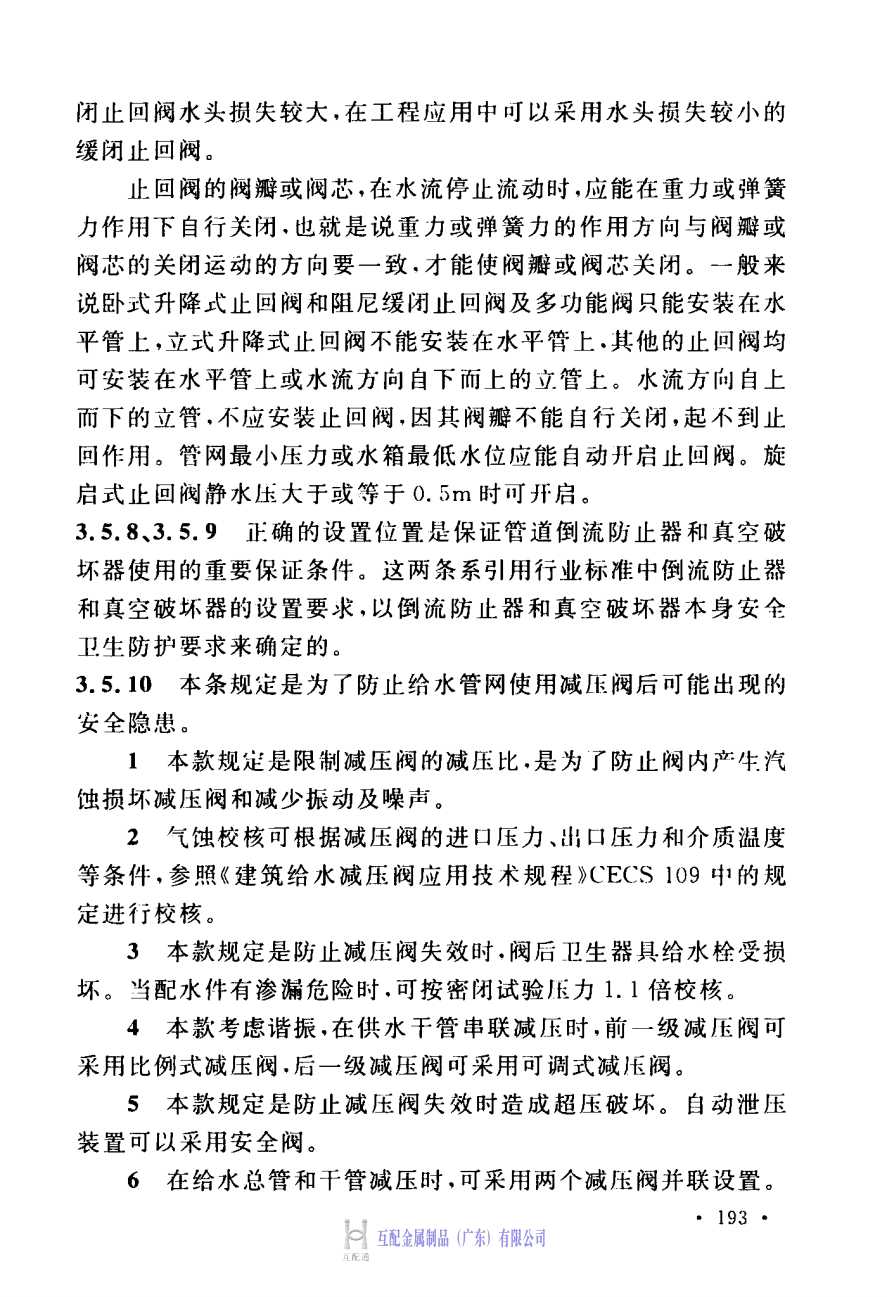 闭止回阀水头损失较大,在工程应用中可以采用水头损失较小的
缓闭止回阀。
止回阀的阀瓣或阀芯,在水流停止流动时,应能在重力或弹簧
力作用下自行关闭,也就是说重力或弹簧力的作用方向与阀瓣或
阀芯的关闭运动的方向要一致,才能使阀瓣或阀芯关闭。一般来
说卧式升降式止回阀和阻尼缓闭止回阀及多功能阀只能安装在水
平管上,立式升降式止回阀不能安装在水平管上、其他的止回阀均
可安装在水平管上或水流方向自下而上的立管上。水流方向自上
而下的立管,不应安装止回阀,因其阀瓣不能自行关闭,起不到止
回作用。管网最小压力或水箱最低水位应能自动开启止回阀。旋
启式止回阀静水压大于或等于0.5m时可开启。
3.5.8、3.5.9 正确的设置位置是保证管道倒流防止器和真空破
坏器使用的重要保证条件。这两条系引用行业标准中倒流防止器
和真空破坏器的设置要求,以倒流防止器和真空破坏器本身安全
卫生防护要求来确定的。
3.5.10 本条规定是为了防止给水管网使用减压阀后可能出现的
安全隐患。
1 本款规定是限制减压阀的减压比,是为了防止阀内产生汽
蚀损坏减压阀和减少振动及噪声。
2 气蚀校核可根据减压阀的进口压力、出口压力和介质温度
等条件,参照《建筑给水减压阀应用技术规程》CECS 109 中的规
定进行校核。
3 本款规定是防止减压阀失效时,阀后卫生器具给水栓受损
坏。当配水件有渗漏危险时,可按密闭试验压力1.1倍校核。
4 本款考虑谐振,在供水干管串联减压时,前一级减压阀可
采用比例式减压阀,后一级减压阀可采用可调式减压阀。
5 本款规定是防止减压阀失效时造成超压破坏。自动泄压
装置可以采用安全阀。
6 在给水总管和干管减压时,可采用两个减压阀并联设置。
• 193 •
互配金属制品(广东)有限公司
互配通